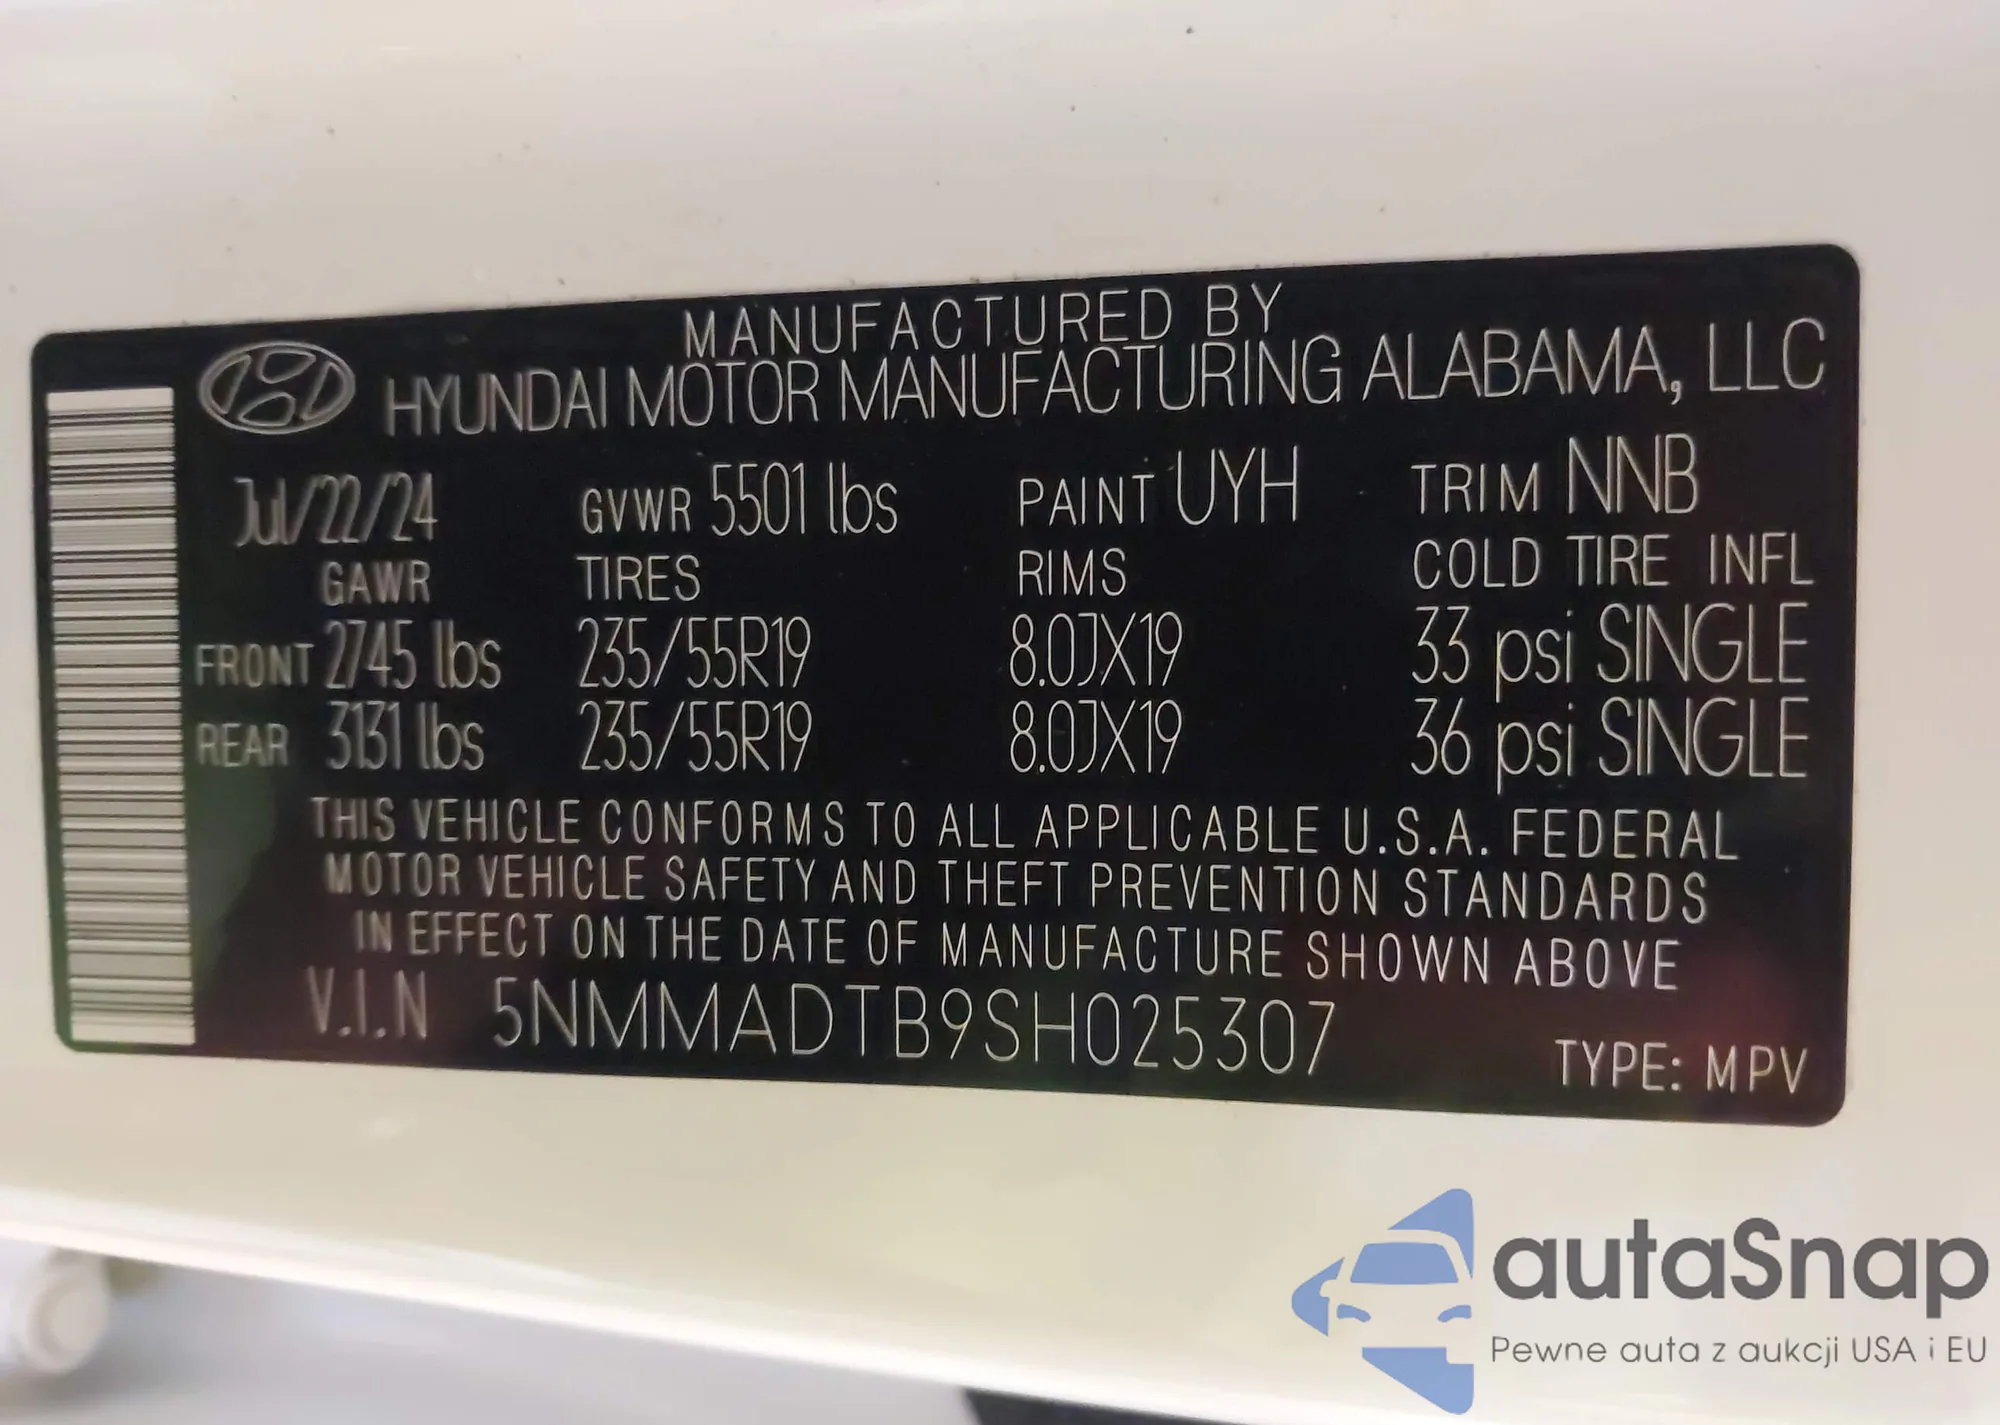 MANUFACTURED BY
HYUNDAI MOTOR MANUFACTURING ALABAMA, LLC
Jul/22/24 GVWR 5501 lbs PAINT UYH TRIM NNB
GAWR TIRES RIMS COLD TIRE INFL
FRONT 2745 lbs 235/55R19 8.0JX19 33 psi SINGLE
REAR 3131 lbs 235/55R19 8.0JX19 36 psi SINGLE
THIS VEHICLE CONFORMS TO ALL APPLICABLE U.S.A. FEDERAL
MOTOR VEHICLE SAFETY AND THEFT PREVENTION STANDARDS
IN EFFECT ON THE DATE OF MANUFACTURE SHOWN ABOVE
V.I.N 5NMMADTB9SH025307
TYPE: MPV
autaSnap
Pewne auta z aukcji USA i EU